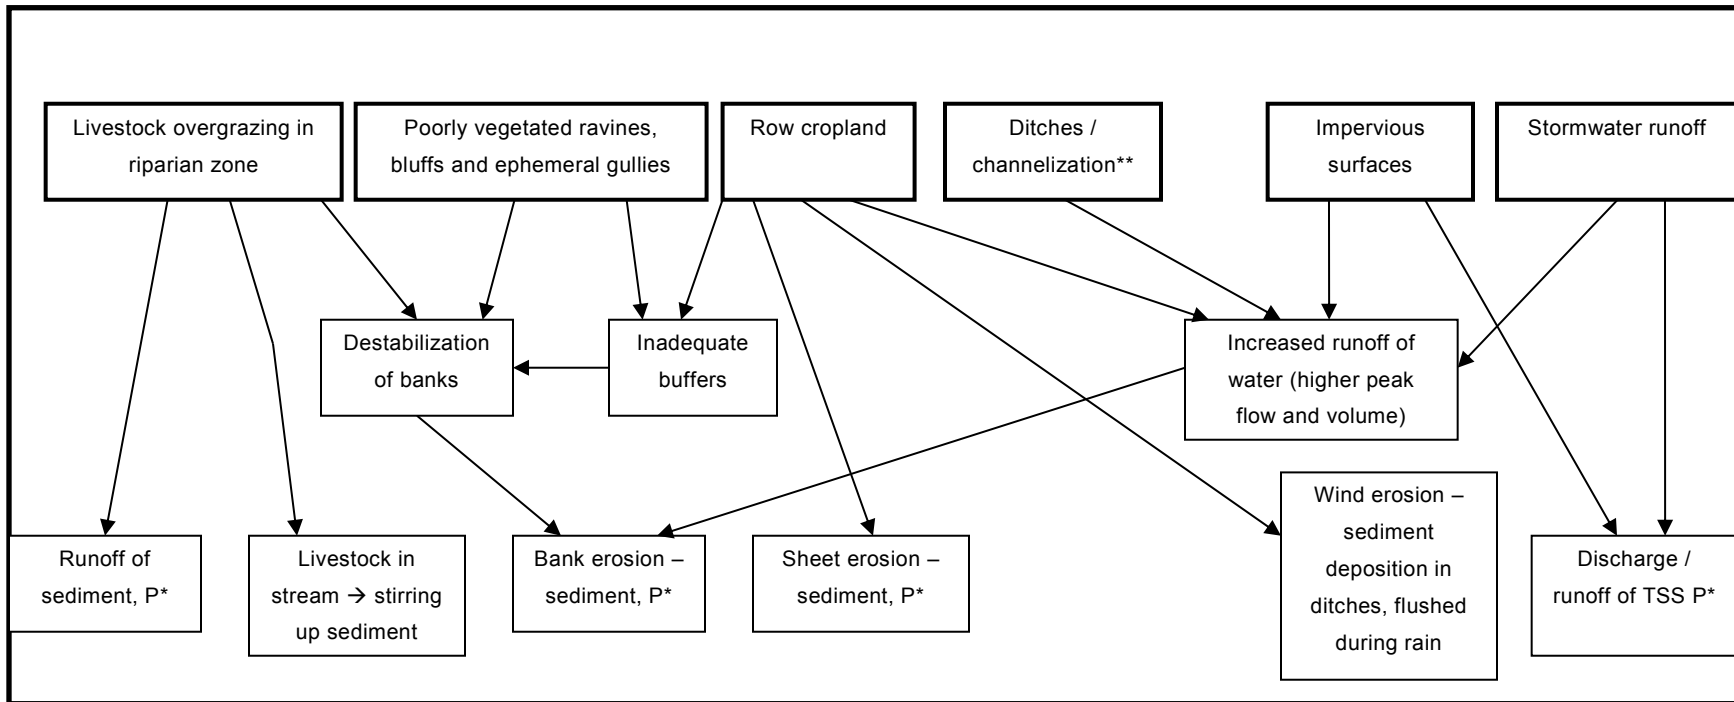 Livestock overgrazing in
riparian zone
Poorly vegetated ravines,
bluffs and ephemeral gullies
Row cropland
Ditches /
channelization**
Impervious
surfaces
Stormwater runoff
Destabilization
of banks
Inadequate
buffers
Increased runoff of
water (higher peak
flow and volume)
Runoff of
sediment, P*
Livestock in
stream → stirring
up sediment
Bank erosion –
sediment, P*
Sheet erosion –
sediment, P*
Wind erosion –
sediment
deposition in
ditches, flushed
during rain
Discharge /
runoff of TSS P*